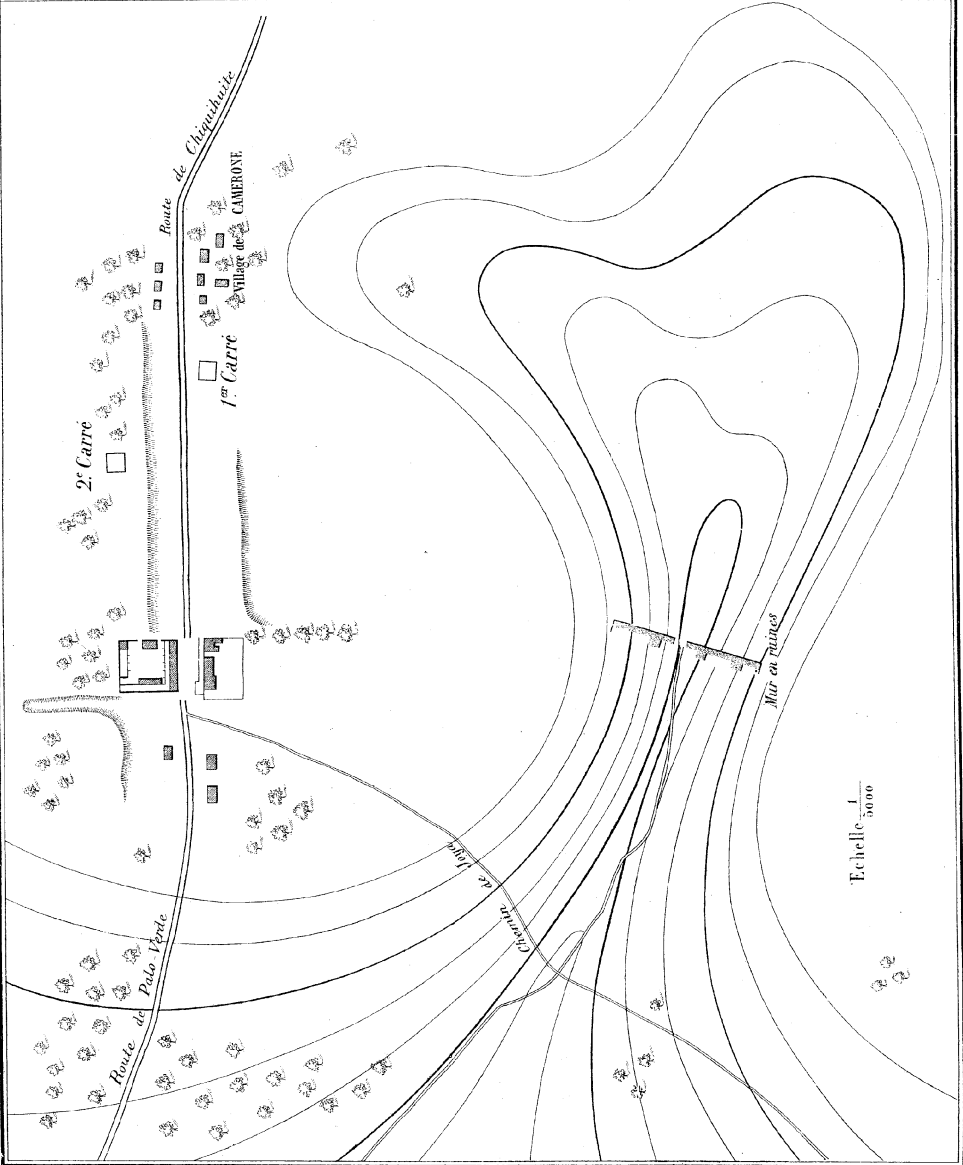 Route de Chiquihuite
Village de CAMERONE
1er Carré
2e Carré
Mur en ruines
Echelle 1/5000
Chemin de Joya
Route de Palo-Verde